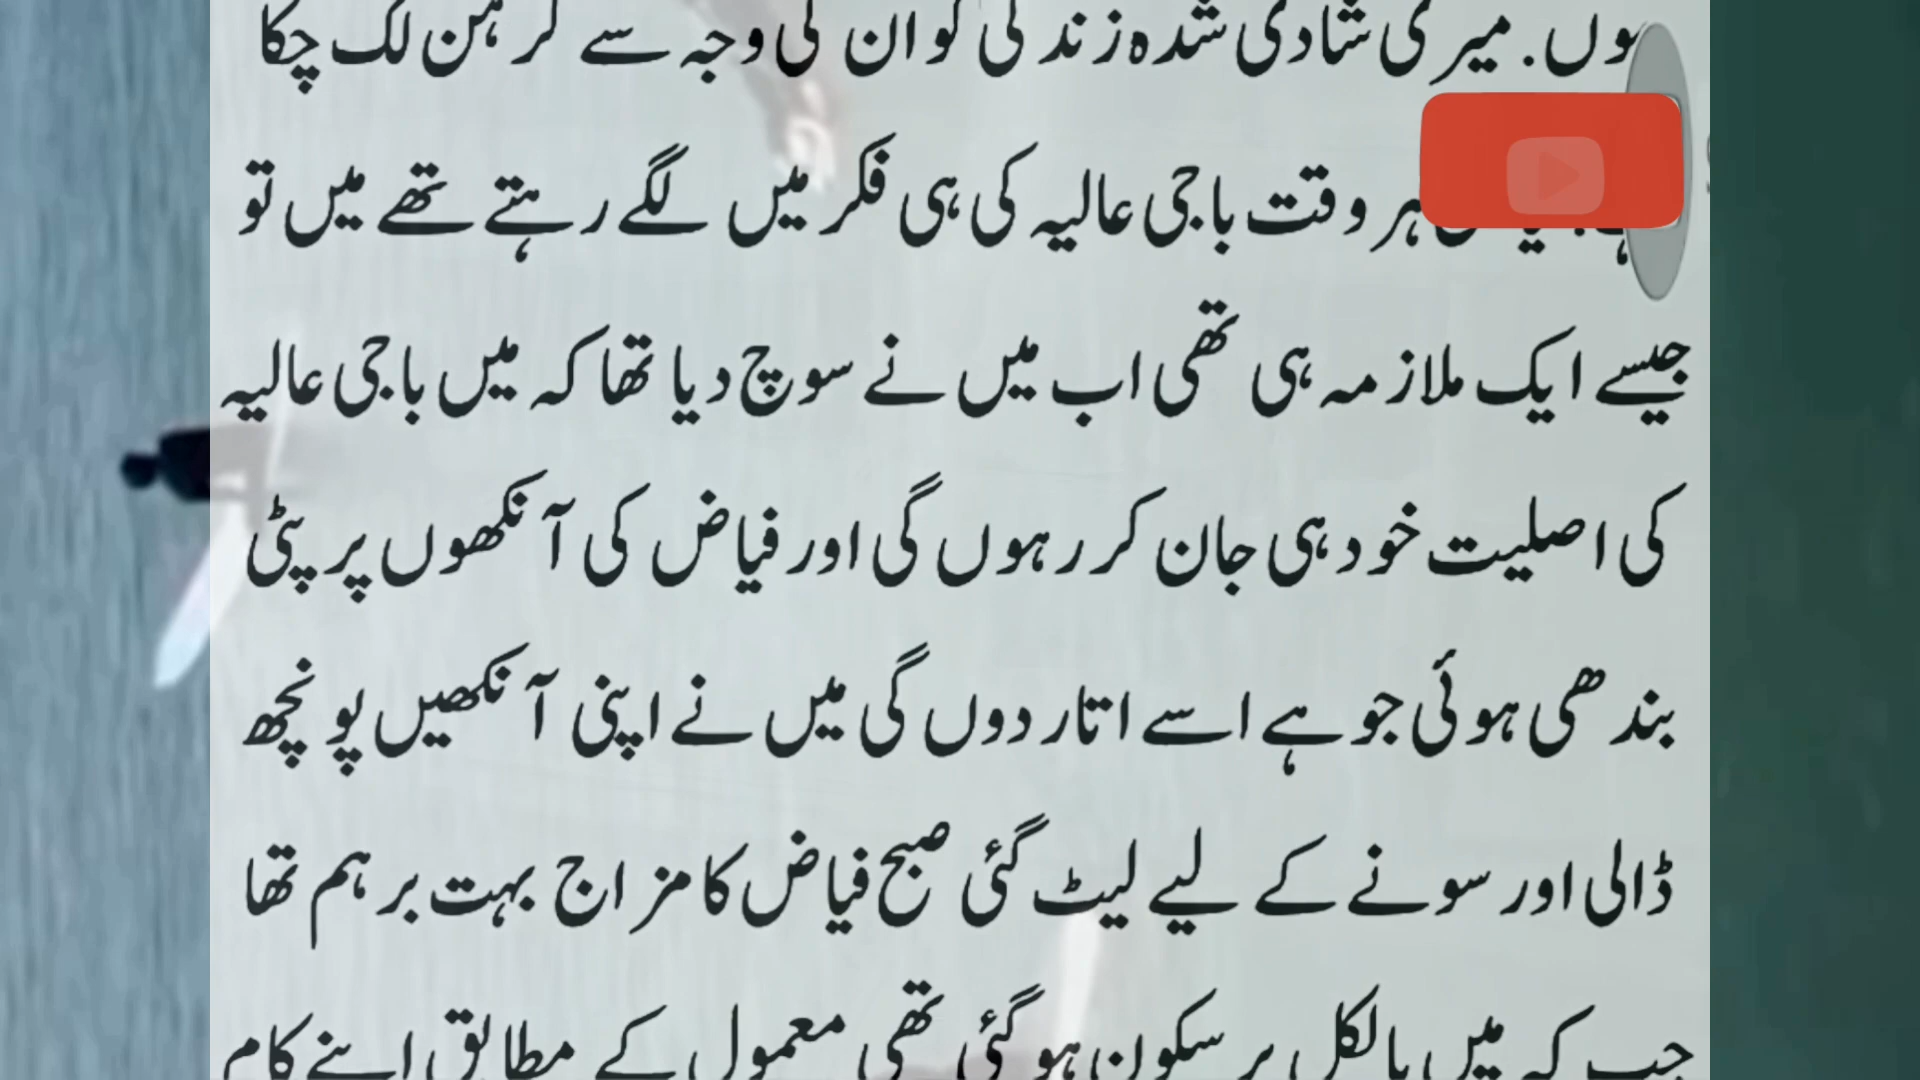 ہوں. میری شادی شدہ زندگی کو ان کی وجہ سے گرہن لگ چکا
ہر وقت باجی عالیہ کی ہی فکر میں لگے رہتے تھے میں تو
جیسے ایک ملازمہ ہی تھی اب میں نے سوچ دیا تھا کہ میں باجی عالیہ
کی اصلیت خود ہی جان کر رہوں گی اور فیاض کی آنکھوں پر پٹی
بندھی ہوئی جو ہے اسے اتار دوں گی میں نے اپنی آنکھیں پونچھ
ڈالی اور سونے کے لیے لیٹ گئی صبح فیاض کا مزاج بہت برہم تھا
جب کہ میں بالکل پر سکون ہو گئی تھی معمول کے مطابق اپنے کام